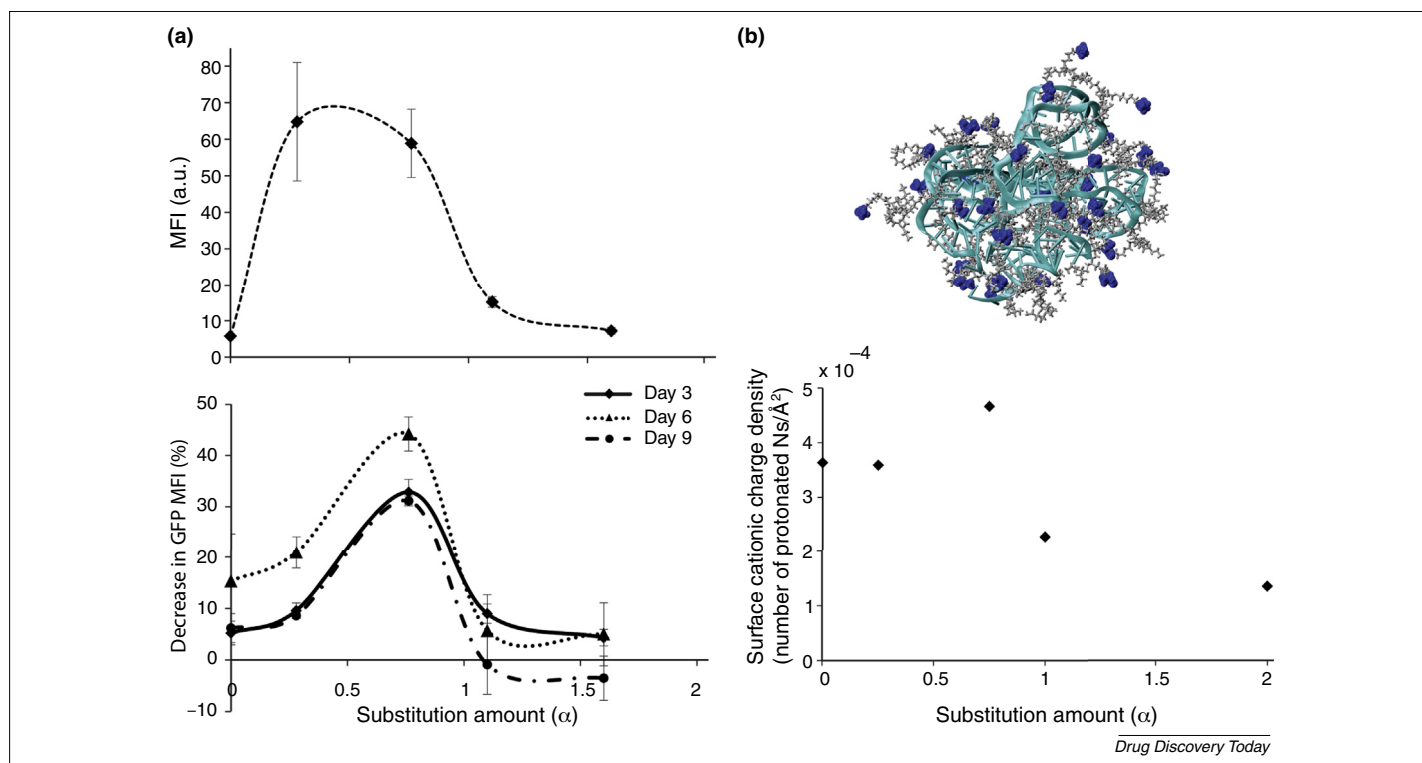 (a)
80
70
60
50
40
30
20
10
0
MFI (a.u.)
50
40
30
20
10
0
−10
Decrease in GFP MFI (%)
Day 3
Day 6
Day 9
0 0.5 1 1.5 2
Substitution amount (α)
(b)
x 10−4
5
4
3
2
1
0
Surface cationic charge density
(number of protonated Ns/Å2)
0 0.5 1 1.5 2
Substitution amount (α)
Drug Discovery Today